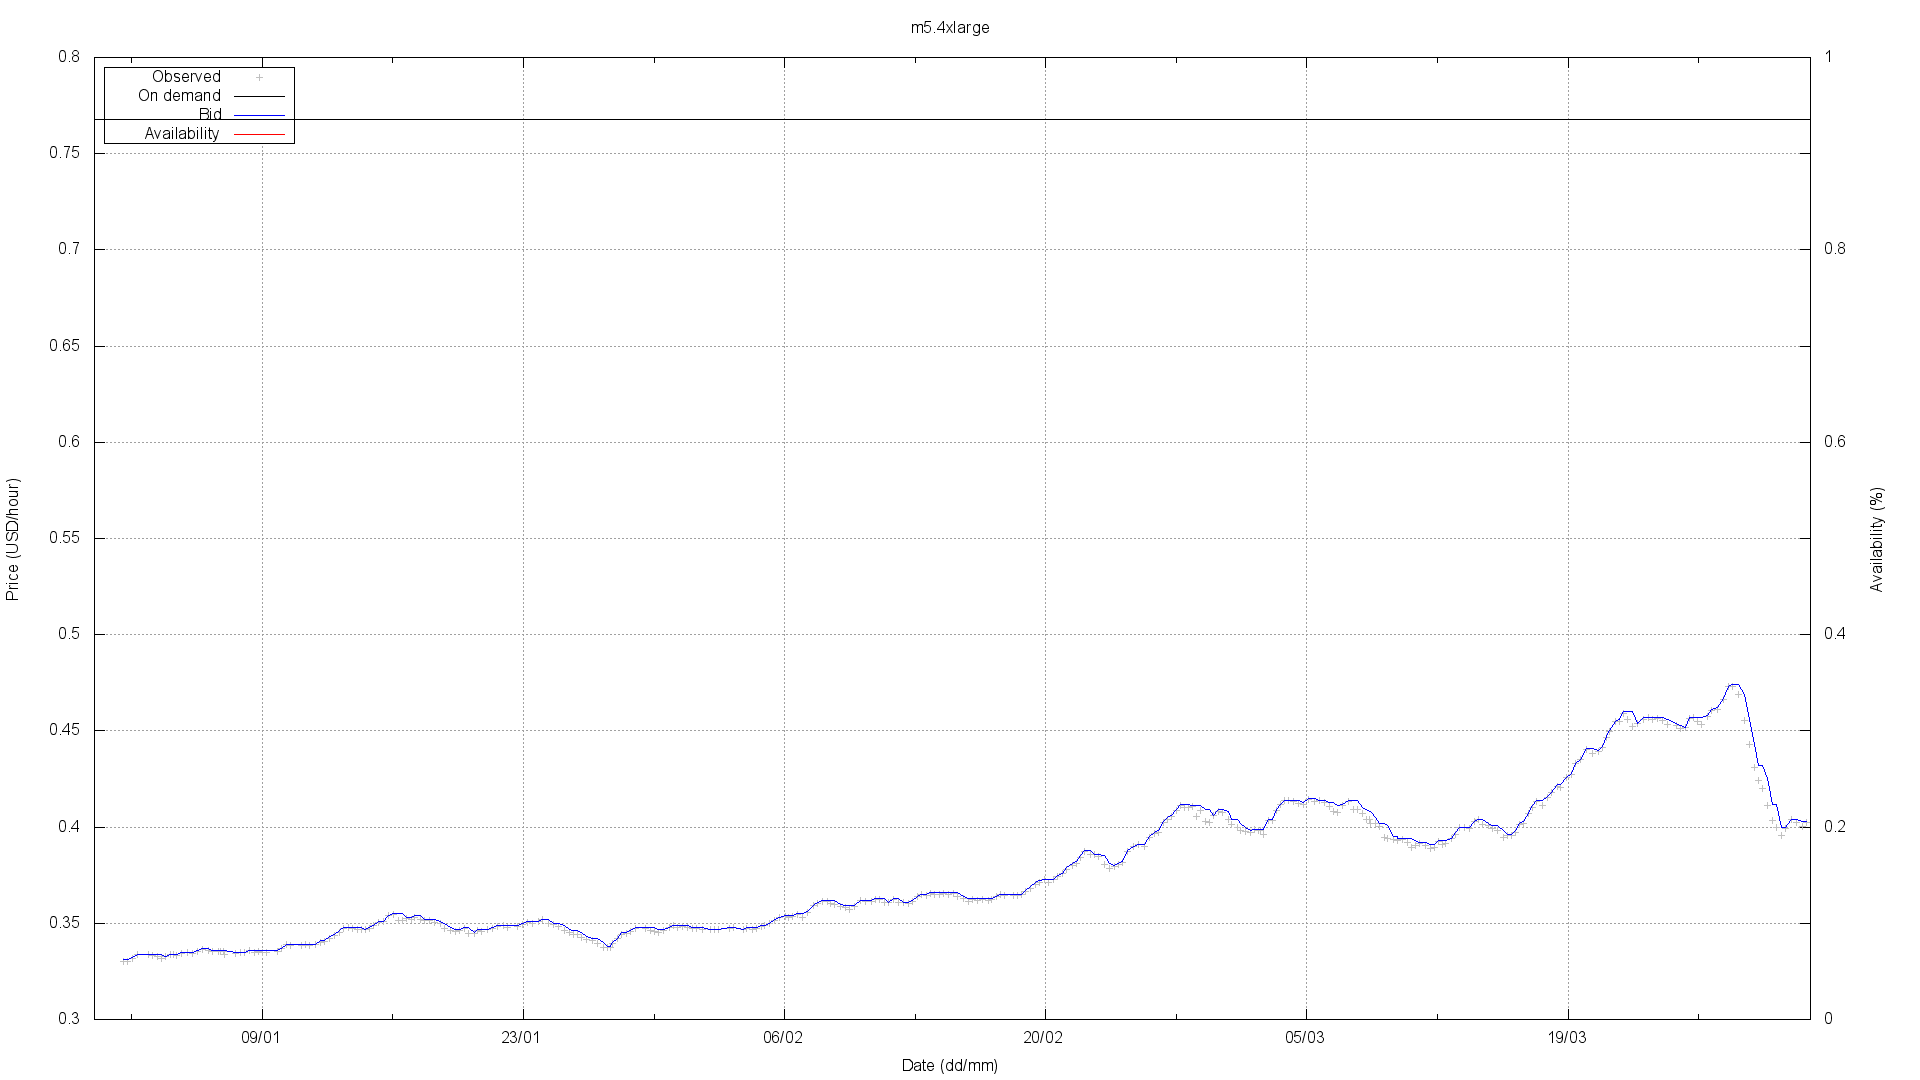 m5.4xlarge
Observed
On demand
Bid
Availability
0.8
0.75
0.7
0.65
0.6
0.55
0.5
0.45
0.4
0.35
0.3
1
0.8
0.6
0.4
0.2
0
Price (USD/hour)
Availability (%)
09/01 23/01 06/02 20/02 05/03 19/03
Date (dd/mm)